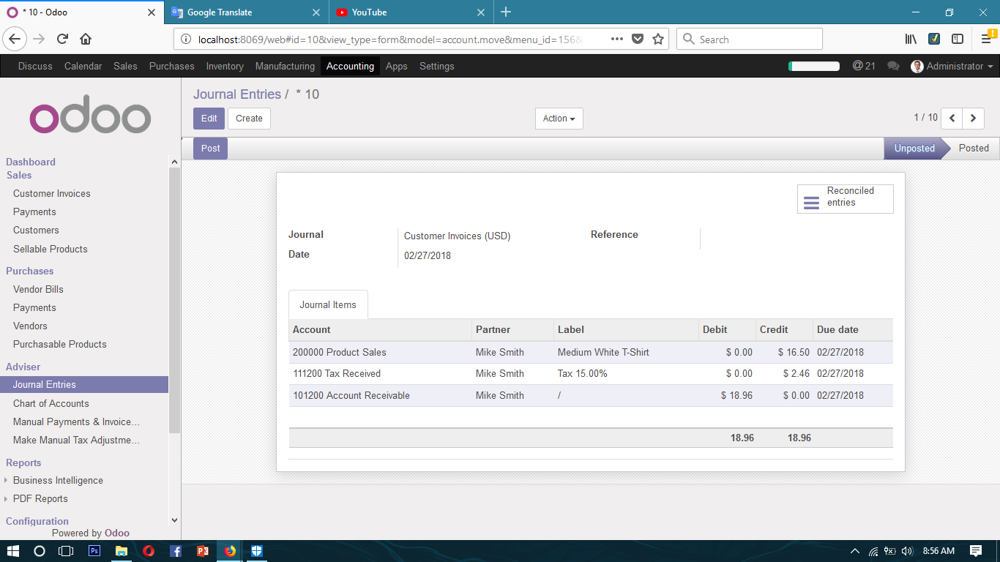 * 10 - Odoo
Google Translate
YouTube
localhost:8069/web#id=10&view_type=form&model=account.move&menu_id=156&
Search
Discuss Calendar Sales Purchases Inventory Manufacturing Accounting Apps Settings
@ 21
Administrator
odoo
Journal Entries / * 10
Edit Create
Action
1 / 10
Post
Unposted Posted
Dashboard
Sales
Customer Invoices
Payments
Customers
Sellable Products
Purchases
Vendor Bills
Payments
Vendors
Purchasable Products
Adviser
Journal Entries
Chart of Accounts
Manual Payments & Invoice...
Make Manual Tax Adjustme...
Reports
Business Intelligence
PDF Reports
Configuration
Powered by Odoo
Reconciled
entries
Journal Customer Invoices (USD) Reference
Date 02/27/2018
Journal Items
Account Partner Label Debit Credit Due date
200000 Product Sales Mike Smith Medium White T-Shirt $ 0.00 $ 16.50 02/27/2018
111200 Tax Received Mike Smith Tax 15.00% $ 0.00 $ 2.46 02/27/2018
101200 Account Receivable Mike Smith / $ 18.96 $ 0.00 02/27/2018
18.96 18.96
Ps
8:56 AM